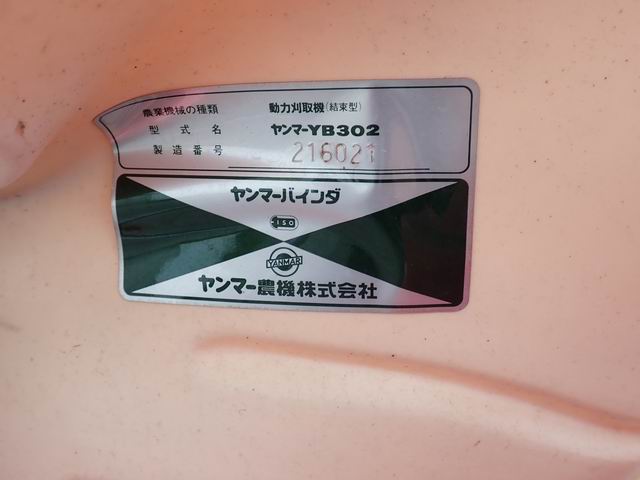 農業機械の種類 動力刈取機(結束型)
型式名 ヤンマーYB302
製造番号 216021
ヤンマーバインダ
ISO
YANMAR
ヤンマー農機株式会社